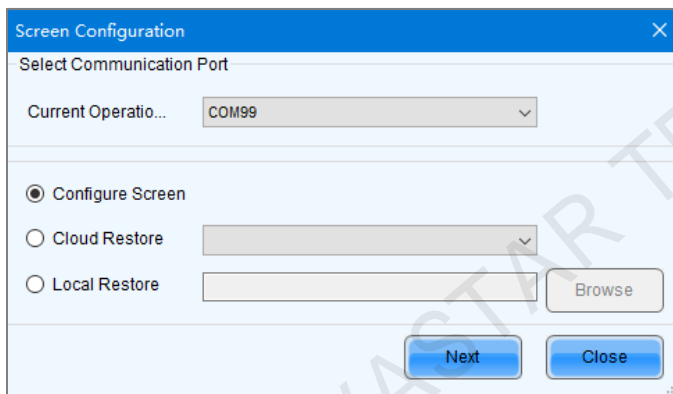 Screen Configuration
Select Communication Port
Current Operatio... COM99
Configure Screen
Cloud Restore
Local Restore Browse
Next Close